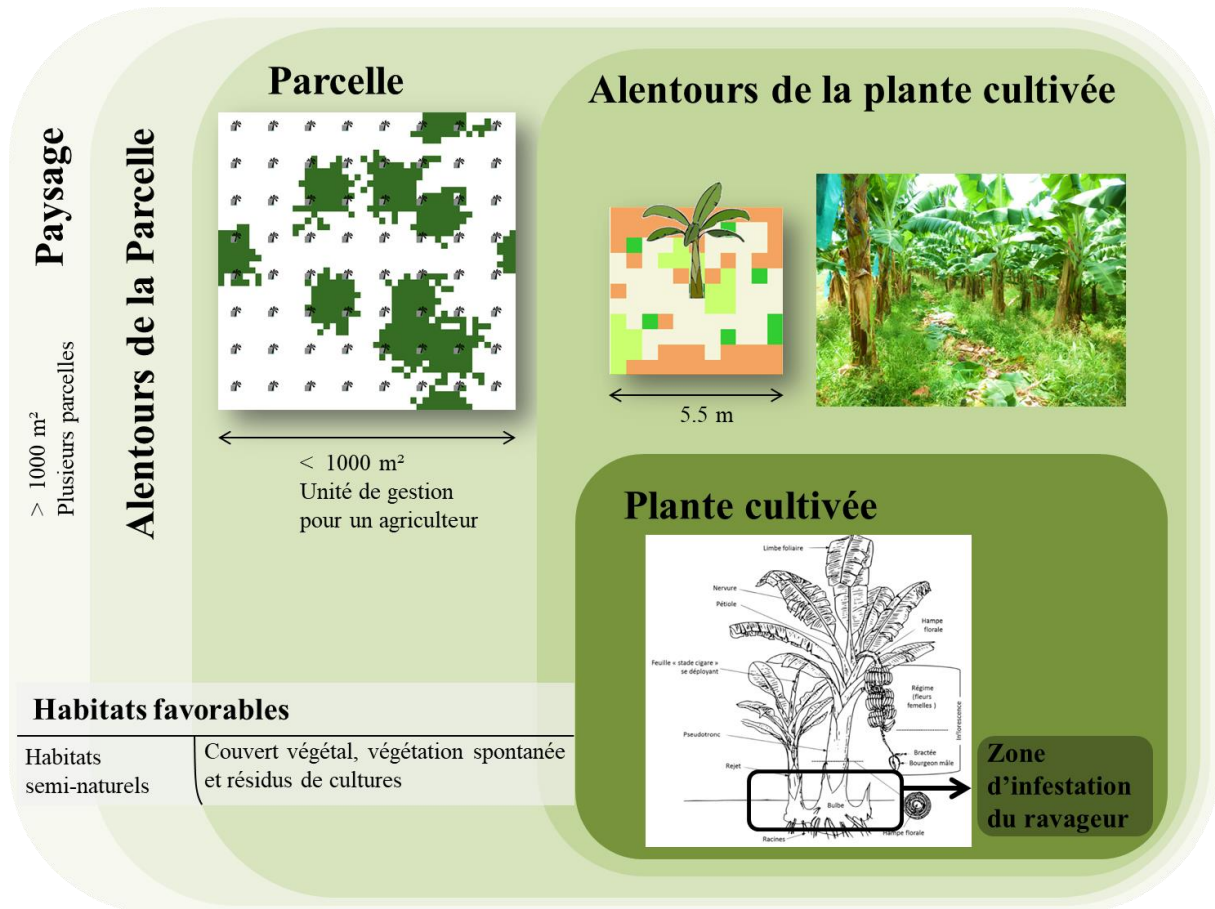 Paysage
> 1000 m²
Plusieurs parcelles
Alentours de la Parcelle
Parcelle
< 1000 m²
Unité de gestion
pour un agriculteur
Alentours de la plante cultivée
5.5 m
Plante cultivée
Limbe foliaire
Nervure
Pétiole
Hampe
florale
Feuille « stade cigare »
se déployant
Régime
(fleurs
femelles )
Inflorescence
Pseudotronc
Bractée
Bourgeon mâle
Rejet
Bulbe
Hampe florale
Racines
Zone
d’infestation
du ravageur
Habitats favorables
Habitats
semi-naturels
Couvert végétal, végétation spontanée
et résidus de cultures